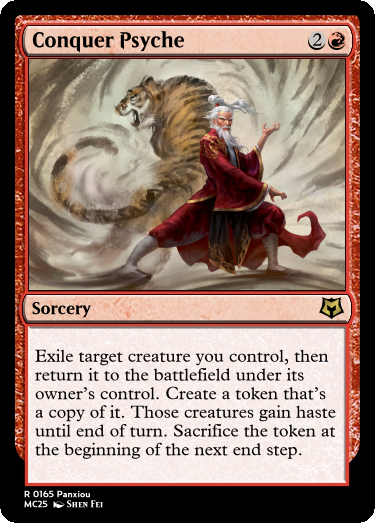 Conquer Psyche 2
Sorcery
Exile target creature you control, then
return it to the battlefield under its
owner's control. Create a token that's
a copy of it. Those creatures gain haste
until end of turn. Sacrifice the token at
the beginning of the next end step.
R 0165 Panxiou
MC25 Shen Fei